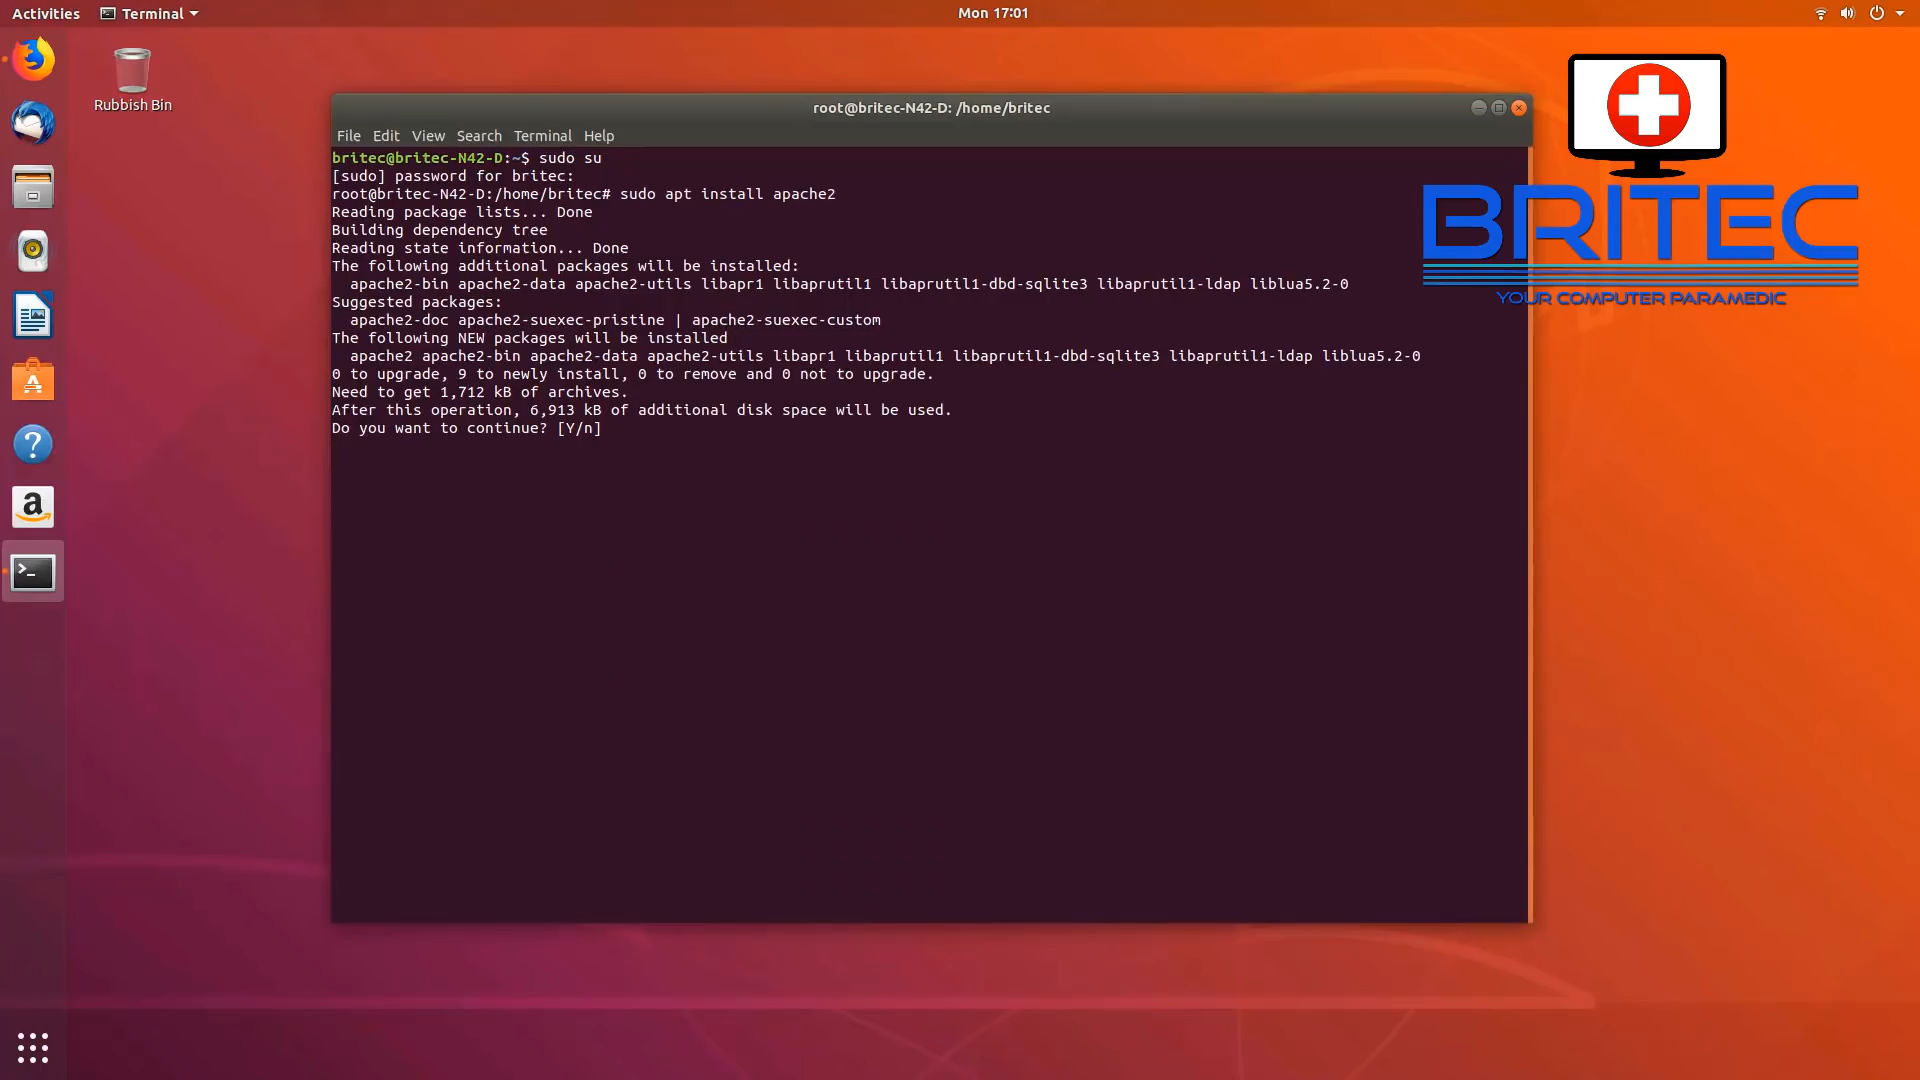 Activities
Terminal
Mon 17:01
Rubbish Bin
root@britec-N42-D: /home/britec
File Edit View Search Terminal Help
britec@britec-N42-D:~$ sudo su
[sudo] password for britec:
root@britec-N42-D:/home/britec# sudo apt install apache2
Reading package lists... Done
Building dependency tree
Reading state information... Done
The following additional packages will be installed:
apache2-bin apache2-data apache2-utils libapr1 libaprutil1 libaprutil1-dbd-sqlite3 libaprutil1-ldap liblua5.2-0
Suggested packages:
apache2-doc apache2-suexec-pristine | apache2-suexec-custom
The following NEW packages will be installed
apache2 apache2-bin apache2-data apache2-utils libapr1 libaprutil1 libaprutil1-dbd-sqlite3 libaprutil1-ldap liblua5.2-0
0 to upgrade, 9 to newly install, 0 to remove and 0 not to upgrade.
Need to get 1,712 kB of archives.
After this operation, 6,913 kB of additional disk space will be used.
Do you want to continue? [Y/n]
BRITEC
YOUR COMPUTER PARAMEDIC